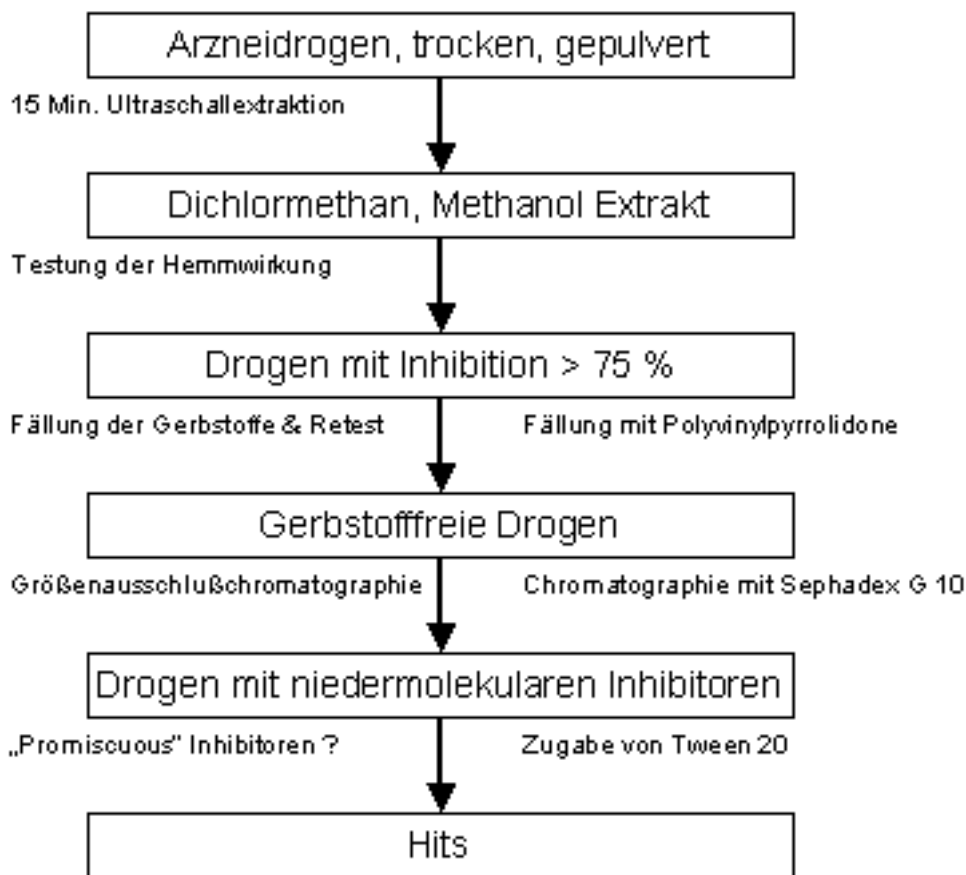 Arzneidrogen, trocken, gepulvert
15 Min. Ultraschallextraktion
Dichlormethan, Methanol Extrakt
Testung der Hemmwirkung
Drogen mit Inhibition > 75 %
Fällung der Gerbstoffe & Retest
Fällung mit Polyvinylpyrrolidone
Gerbstofffreie Drogen
Größenausschlußchromatographie
Chromatographie mit Sephadex G 10
Drogen mit niedermolekularen Inhibitoren
„Promiscuous" Inhibitoren ?
Zugabe von Tween 20
Hits